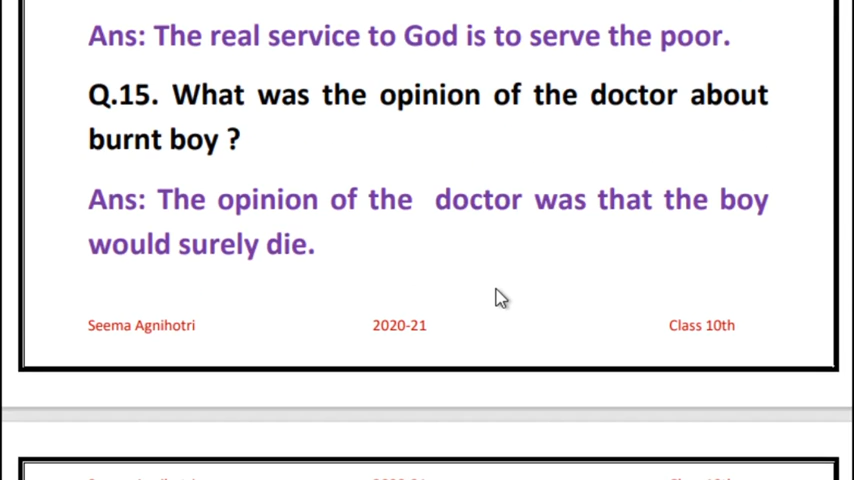 Ans: The real service to God is to serve the poor.
Q.15. What was the opinion of the doctor about
burnt boy ?
Ans: The opinion of the doctor was that the boy
would surely die.
Seema Agnihotri 2020-21 Class 10th